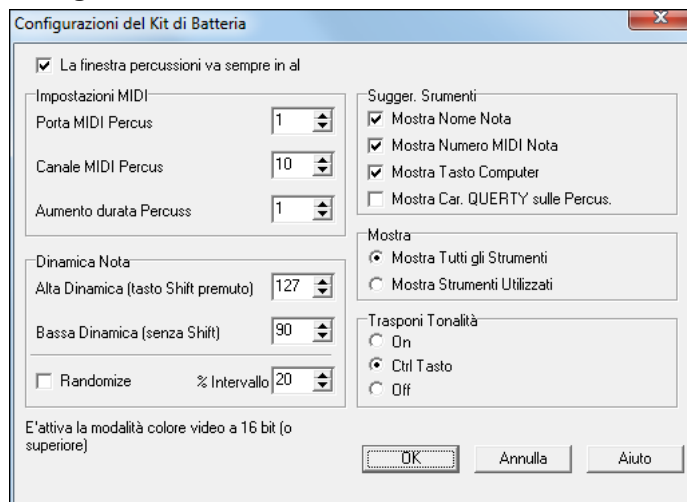 Configurazioni del Kit di Batteria
La finestra percussioni va sempre in al
Impostazioni MIDI
Porta MIDI Percus 1
Canale MIDI Percus 10
Aumento durata Percuss 1
Dinamica Nota
Alta Dinamica (tasto Shift premuto) 127
Bassa Dinamica (senza Shift) 90
Randomize % Intervallo 20
E'attiva la modalità colore video a 16 bit (o
superiore)
Sugger. Srumenti
Mostra Nome Nota
Mostra Numero MIDI Nota
Mostra Tasto Computer
Mostra Car. QUERTY sulle Percus.
Mostra
Mostra Tutti gli Strumenti
Mostra Strumenti Utilizzati
Trasponi Tonalità
On
Ctrl Tasto
Off
OK Annulla Aiuto